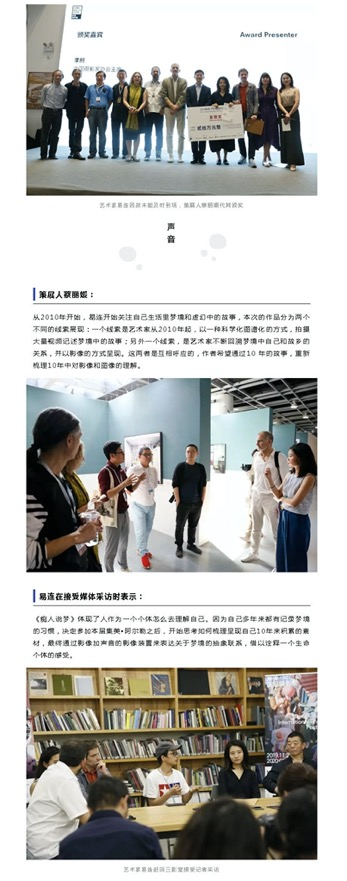 颁奖嘉宾
Award Presenter
艺术家易连因故未能及时到场，策展人蔡丽媛代其领奖
声
音
策展人蔡丽媛：
从2010年开始，易连开始关注自己生活里梦境和虚幻中的故事，本次的作品分为两个
不同的线索展现：一个线索是艺术家从2010年起，以一种科学化图谱化的方式，拍摄
大量视频记述梦境中的故事；另外一个线索，是艺术家不断回溯梦境中自己和故乡的
关系，并以影像的方式呈现。这两者是互相呼应的，作者希望通过10 年的故事，重新
梳理10年中对影像和图像的理解。
易连在接受媒体采访时表示：
《痴人说梦》体现了人作为一个个体怎么去理解自己。因为自己多年来都有记录梦境
的习惯，决定参加本届集美•阿尔勒之后，开始思考如何梳理呈现自己10年来积累的素
材，最终通过影像加声音的影像装置来表达关于梦境的抽象联系，借以诠释一个生命
个体的感受。
艺术家易连在三影堂接受记者采访